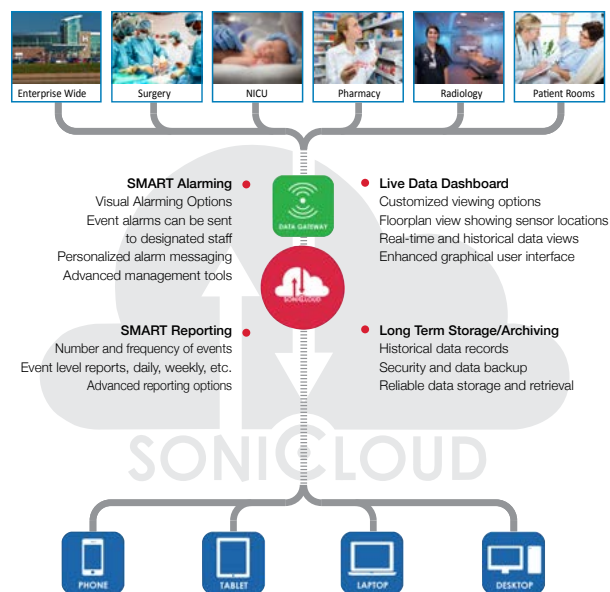 Enterprise Wide
Surgery
NICU
Pharmacy
Radiology
Patient Rooms
SMART Alarming
Visual Alarming Options
Event alarms can be sent
to designated staff
Personalized alarm messaging
Advanced management tools
DATA GATEWAY
Live Data Dashboard
Customized viewing options
Floorplan view showing sensor locations
Real-time and historical data views
Enhanced graphical user interface
SONICLOUD
SMART Reporting
Number and frequency of events
Event level reports, daily, weekly, etc.
Advanced reporting options
Long Term Storage/Archiving
Historical data records
Security and data backup
Reliable data storage and retrieval
SONICLOUD
PHONE
TABLET
LAPTOP
DESKTOP